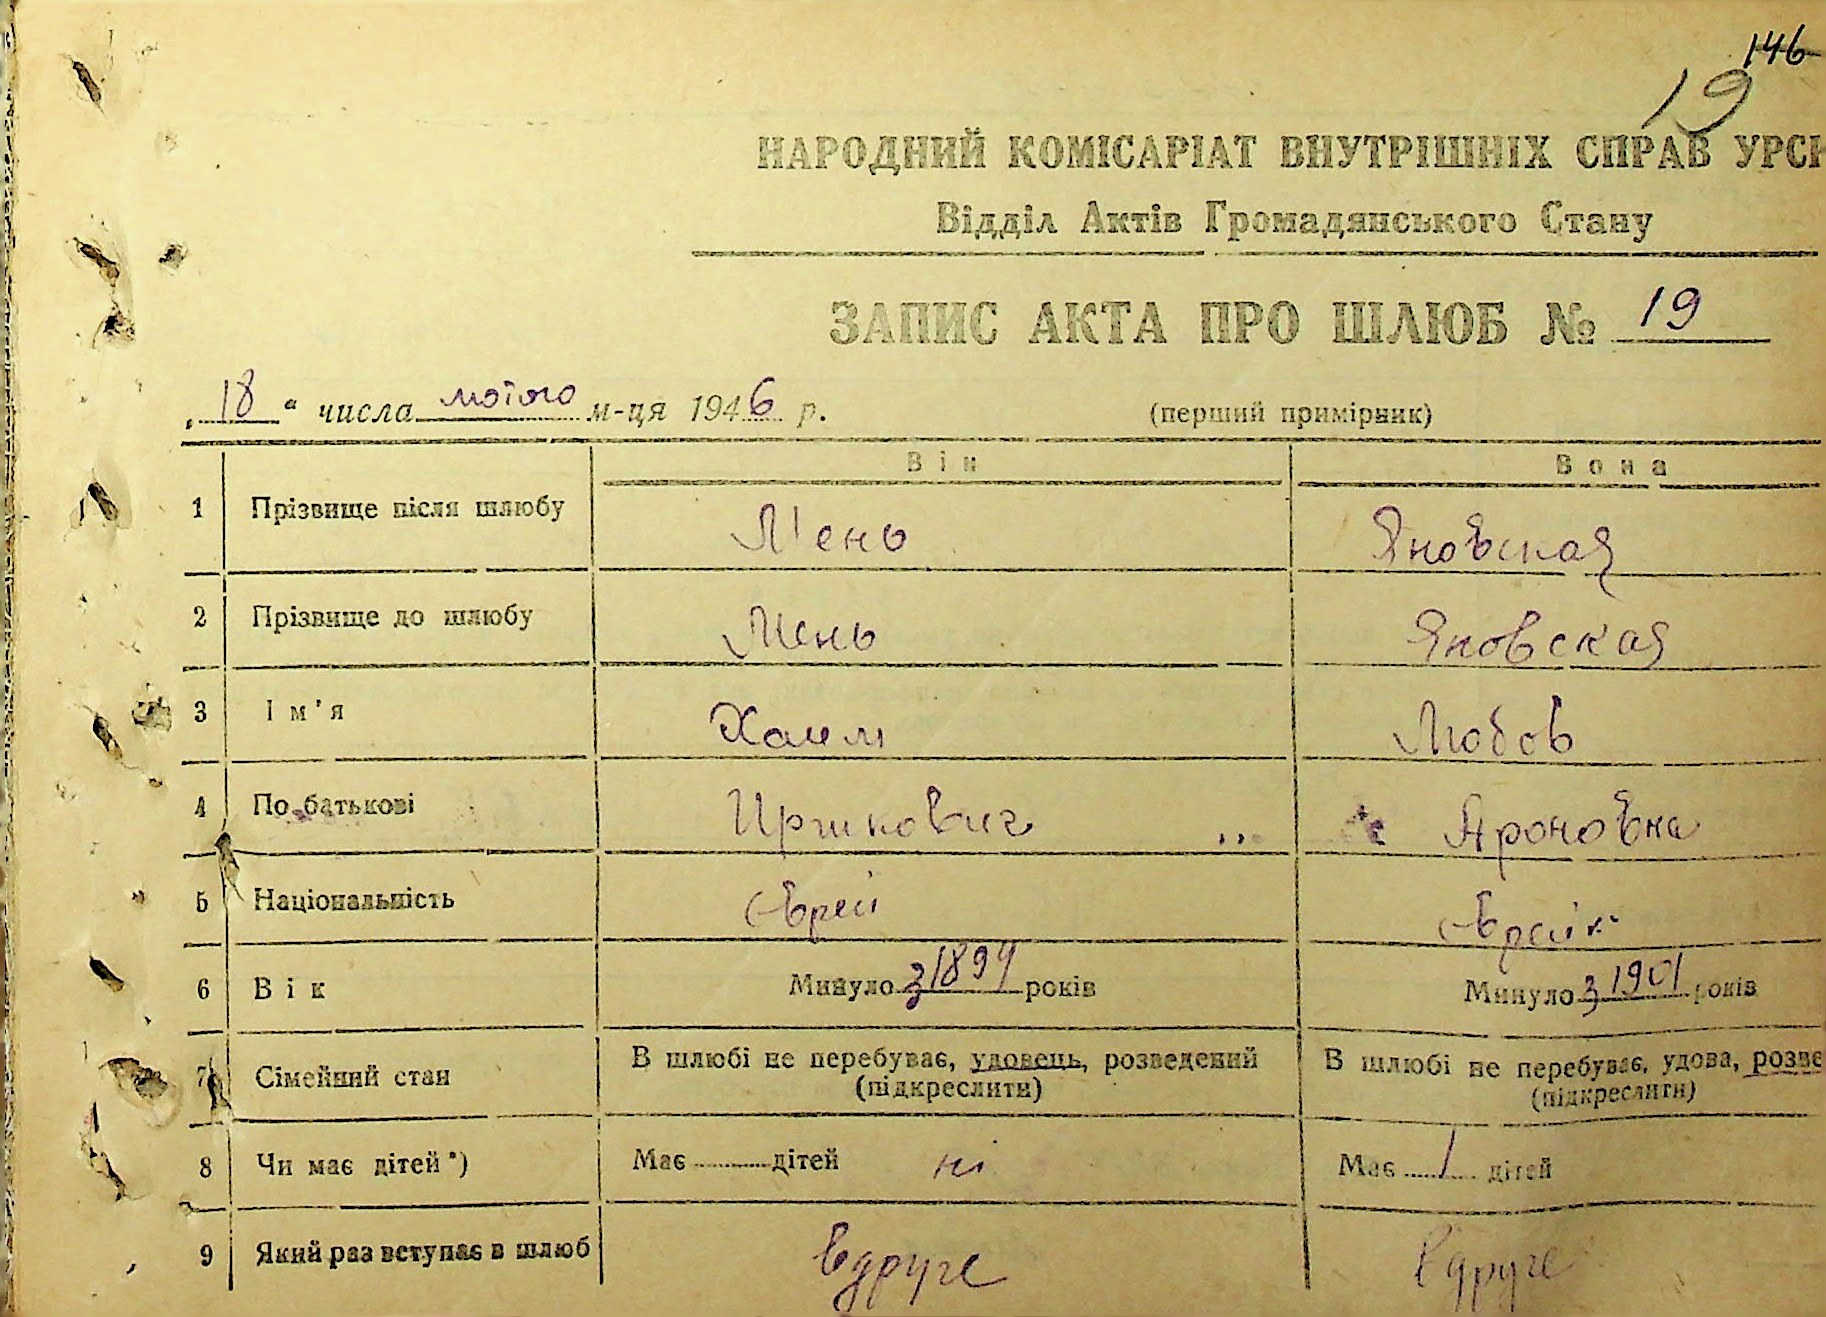 146
19
НАРОДНИЙ КОМІСАРІАТ ВНУТРІШНІХ СПРАВ УРСР
Відділ Актів Громадянського Стану
ЗАПИС АКТА ПРО ШЛЮБ № 19
„18“ числа лютого м-ця 1946 р. (перший примірник)
Він Вона
1 Прізвище після шлюбу Мень Яновская
2 Прізвище до шлюбу Мень Яновская
3 Ім'я Хаим Любов
4 По батькові Иршкович Ароновна
5 Національність Єврей Єврейк
6 Вік Минуло з 1899 років Минуло з 1901 років
7 Сімейний стан В шлюбі не перебуває, удовець, розведений В шлюбі не перебуває, удова, розве
(підкреслити) (підкреслити)
8 Чи має дітей *) Має дітей ні Має 1 дітей
9 Який раз вступає в шлюб вдруге вдруге